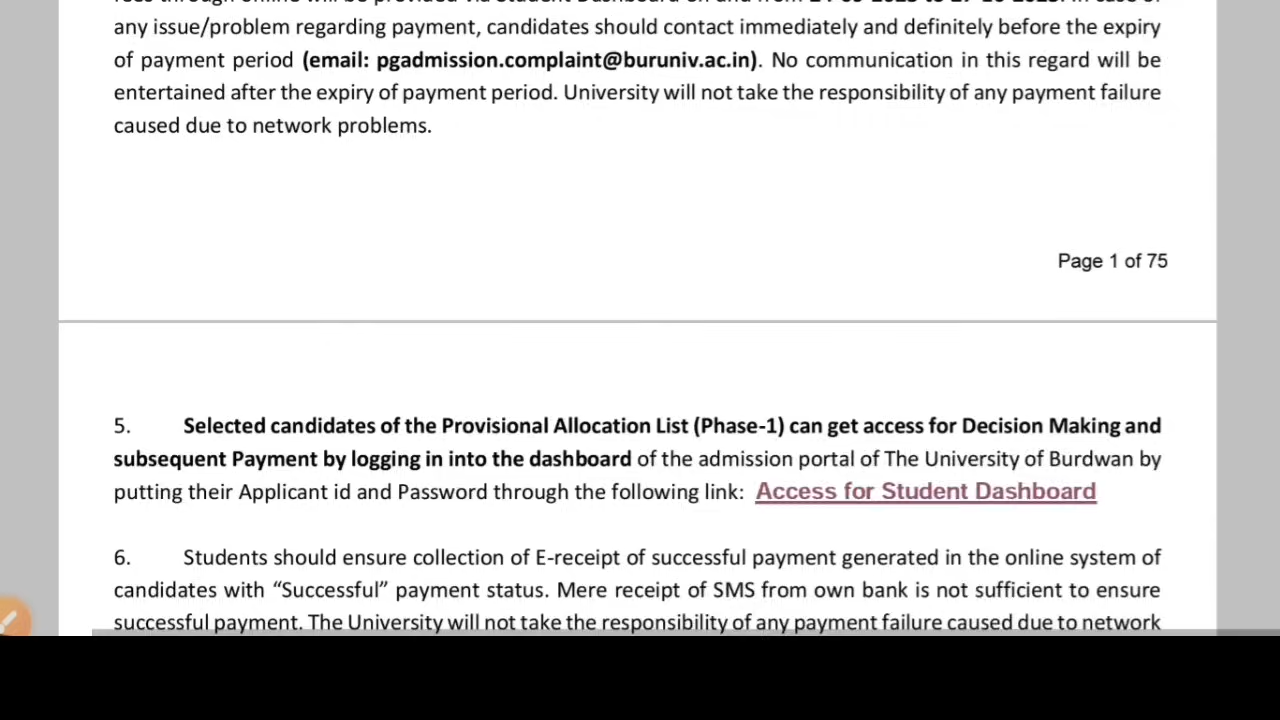 any issue/problem regarding payment, candidates should contact immediately and definitely before the expiry
of payment period (email: pgadmission.complaint@buruniv.ac.in). No communication in this regard will be
entertained after the expiry of payment period. University will not take the responsibility of any payment failure
caused due to network problems.
Page 1 of 75
5. Selected candidates of the Provisional Allocation List (Phase-1) can get access for Decision Making and
subsequent Payment by logging in into the dashboard of the admission portal of The University of Burdwan by
putting their Applicant id and Password through the following link: Access for Student Dashboard
6. Students should ensure collection of E-receipt of successful payment generated in the online system of
candidates with “Successful” payment status. Mere receipt of SMS from own bank is not sufficient to ensure
successful payment. The University will not take the responsibility of any payment failure caused due to network